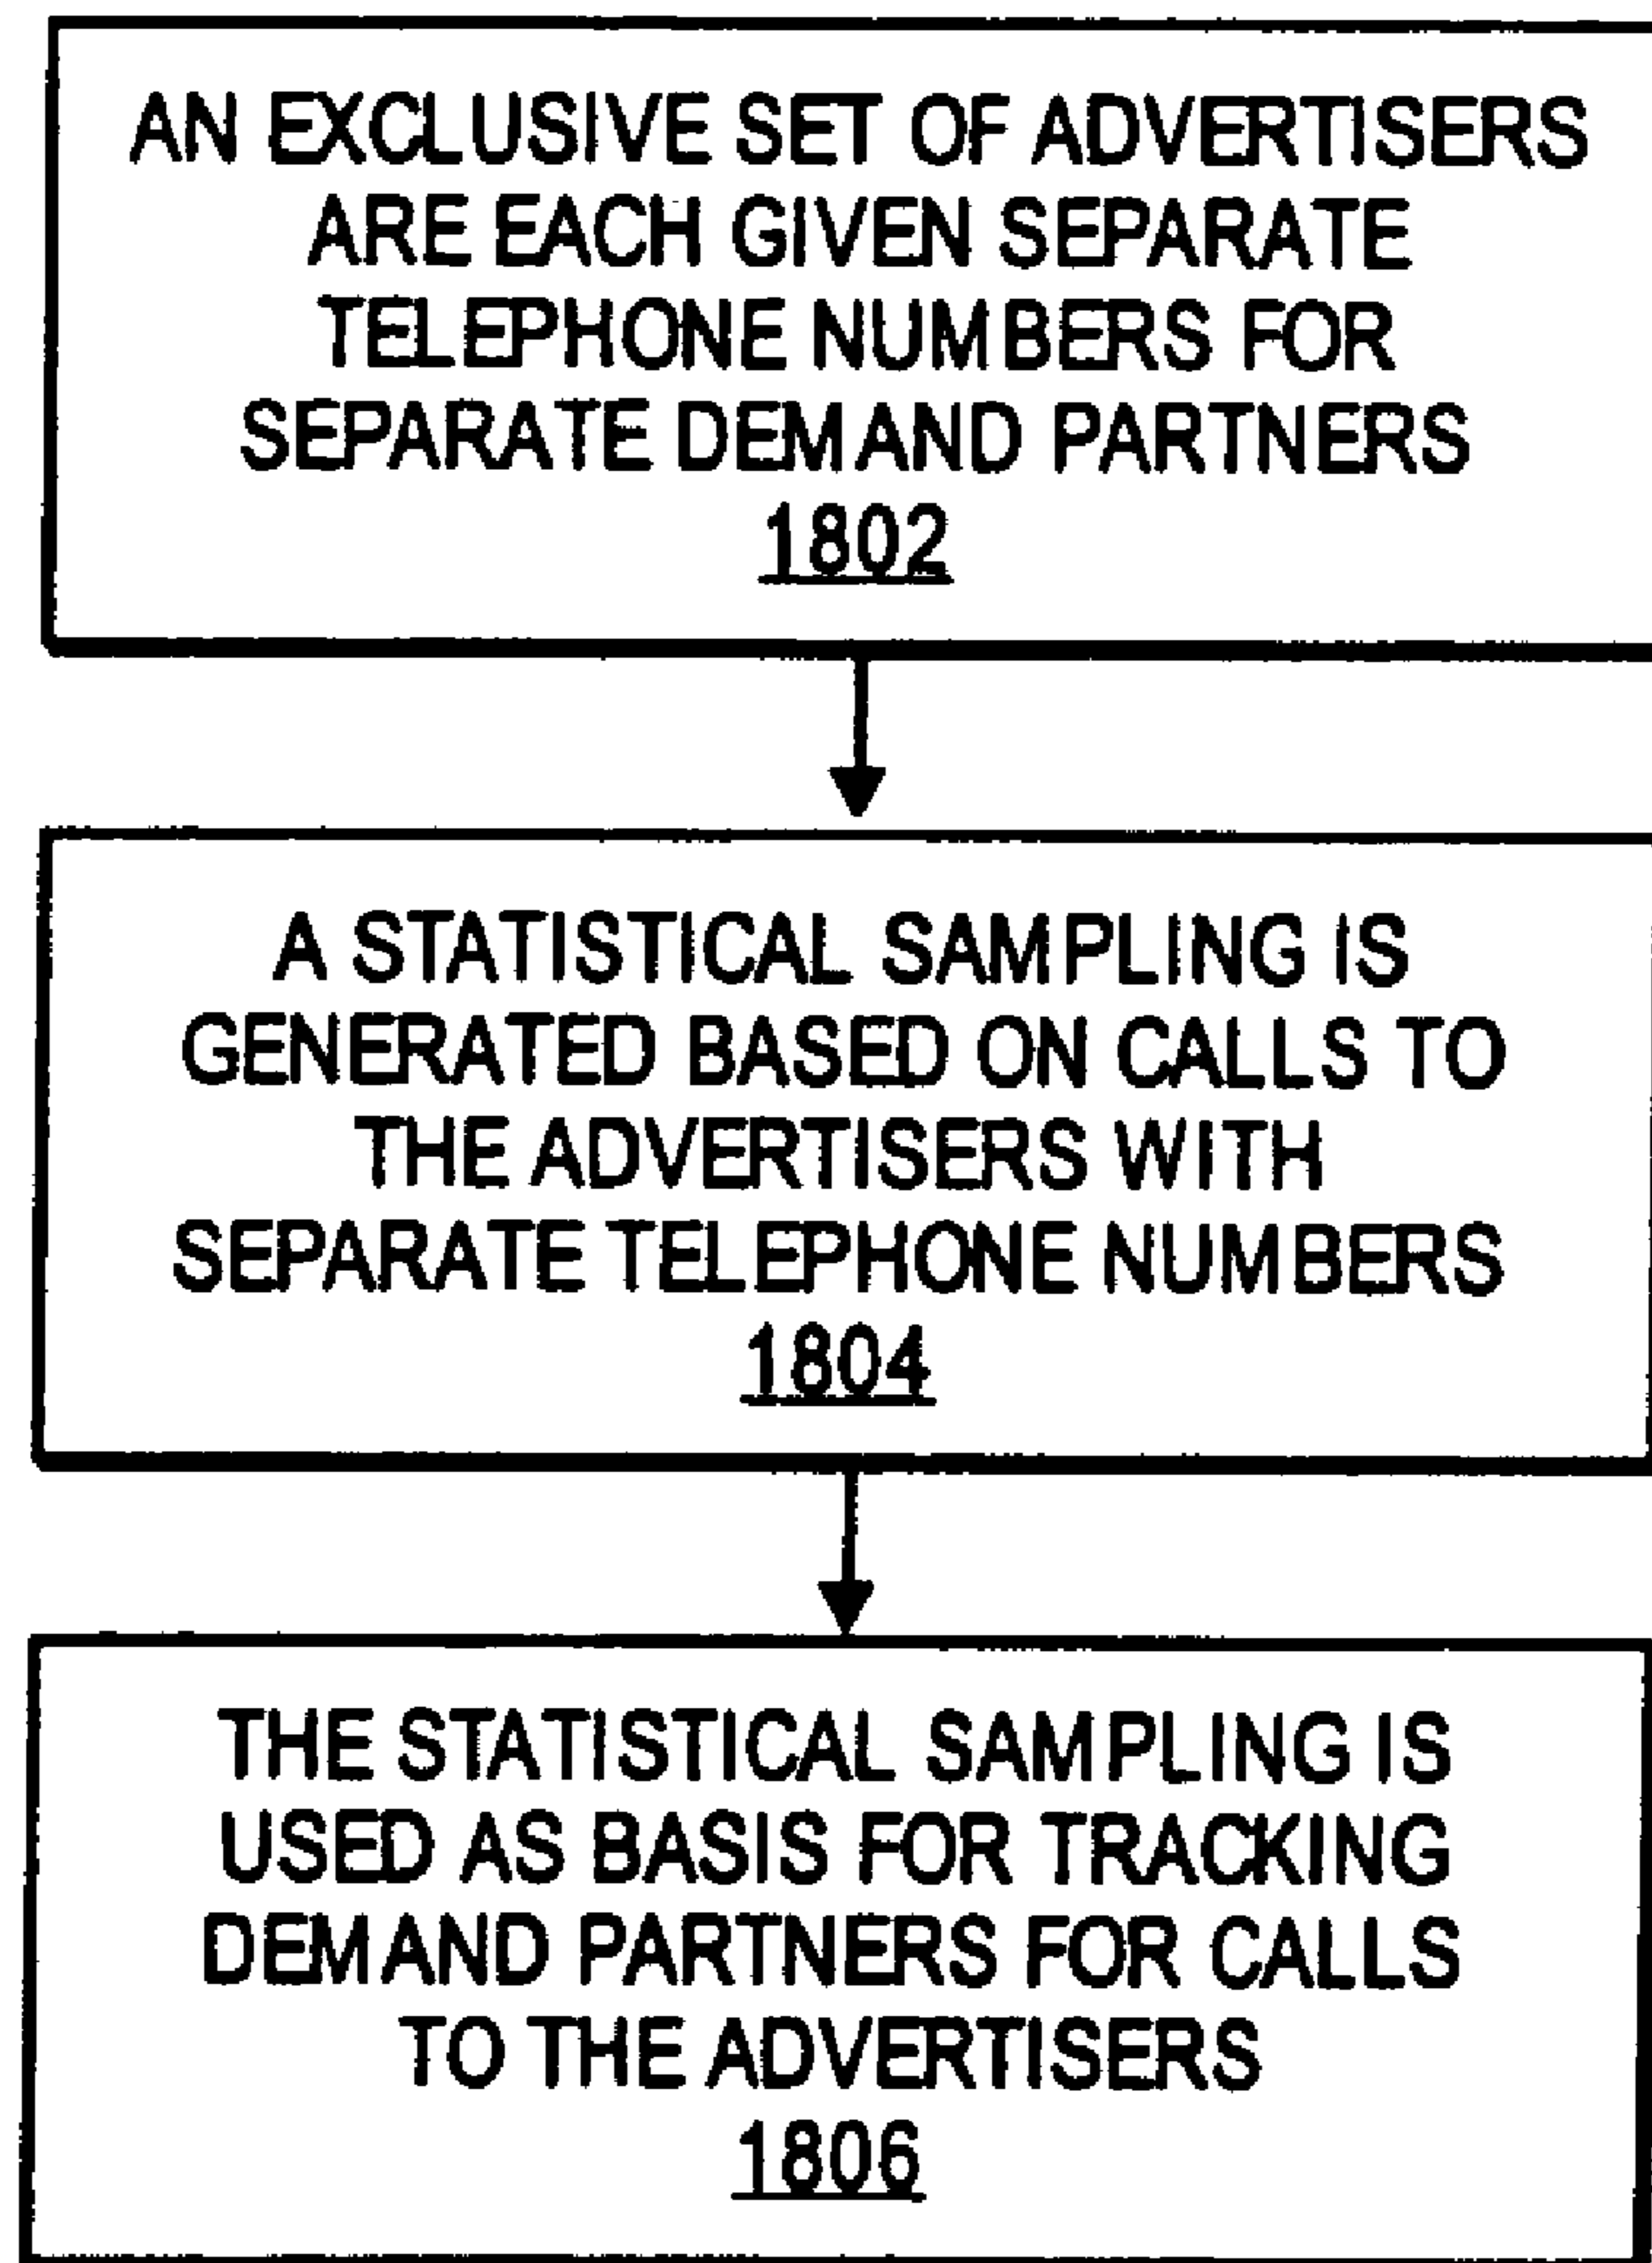 AN EXCLUSIVE SET OF ADVERTISERS
ARE EACH GIVEN SEPARATE
TELEPHONE NUMBERS FOR
SEPARATE DEMAND PARTNERS
1802
A STATISTICAL SAMPLING IS
GENERATED BASED ON CALLS TO
THE ADVERTISERS WITH
SEPARATE TELEPHONE NUMBERS
1804
THE STATISTICAL SAMPLING IS
USED AS BASIS FOR TRACKING
DEMAND PARTNERS FOR CALLS
TO THE ADVERTISERS
1806